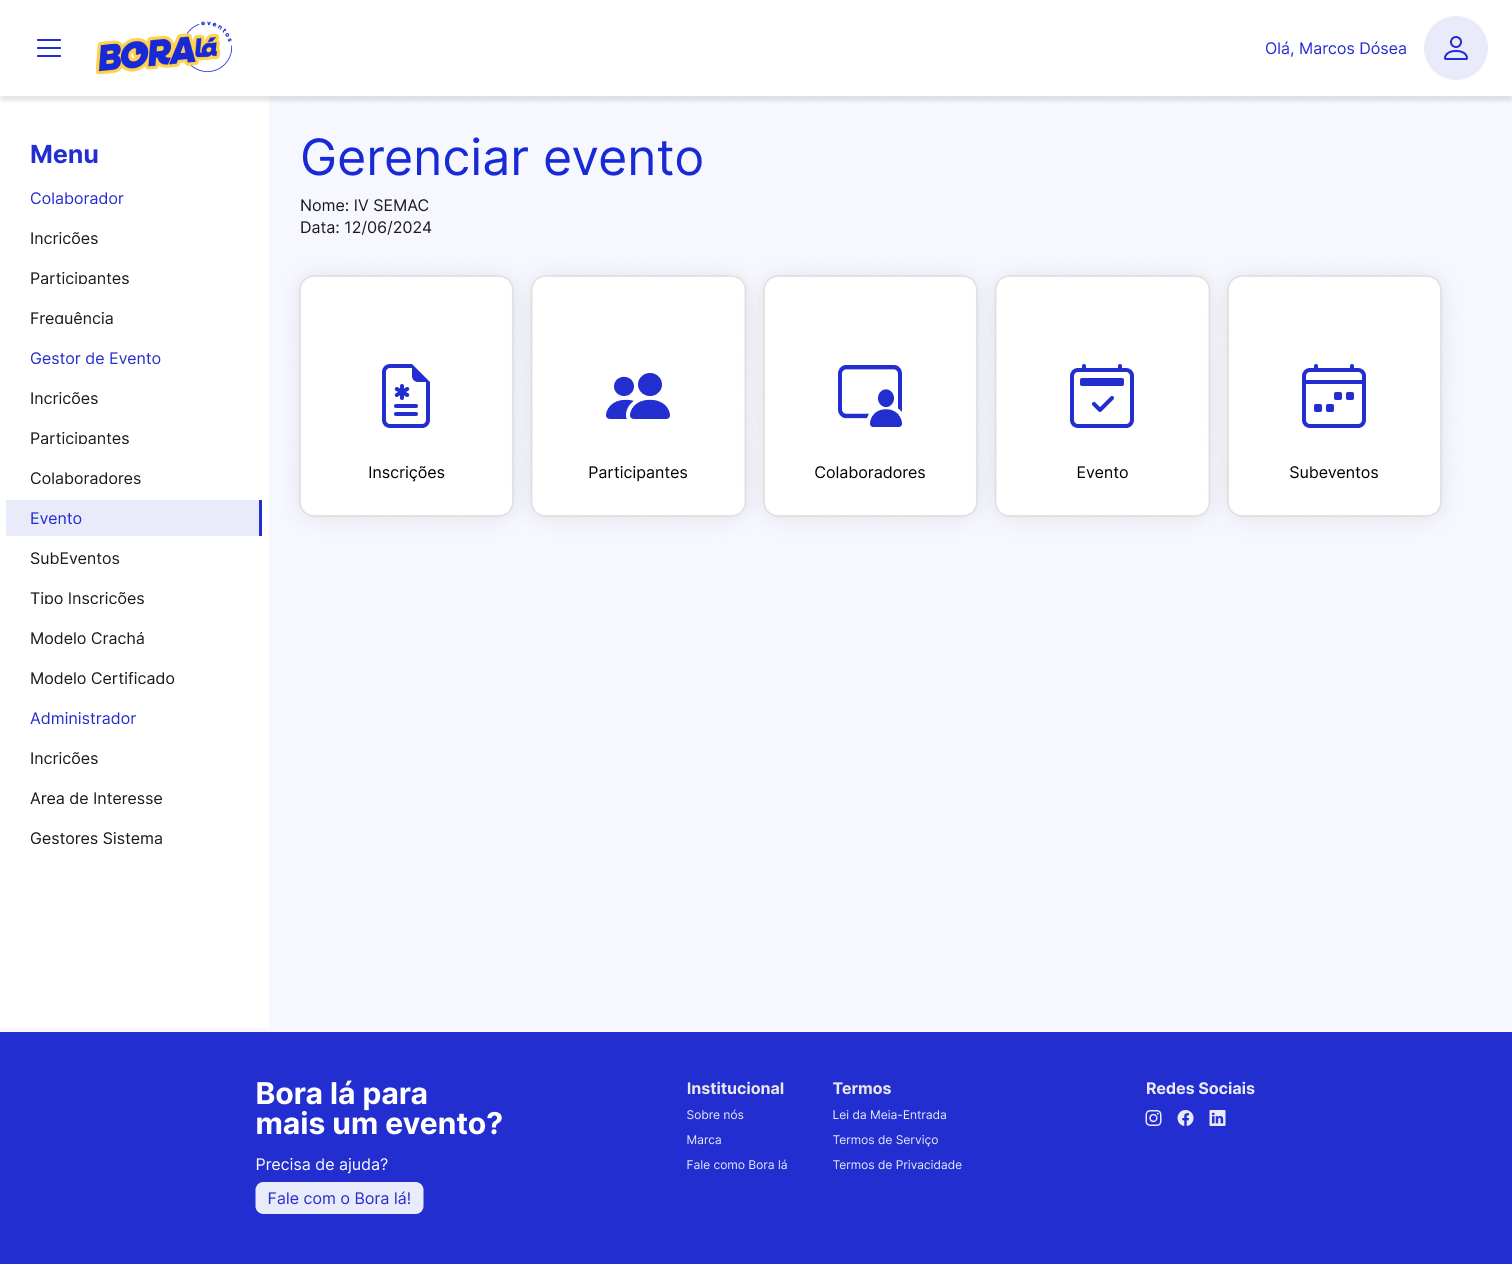 BORA lá
eventos
Olá, Marcos Dósea
Menu
Colaborador
Incricões
Participantes
Frequência
Gestor de Evento
Incricões
Participantes
Colaboradores
Evento
SubEventos
Tipo Inscricões
Modelo Crachá
Modelo Certificado
Administrador
Incricões
Area de Interesse
Gestores Sistema
Gerenciar evento
Nome: IV SEMAC
Data: 12/06/2024
Inscrições
Participantes
Colaboradores
Evento
Subeventos
Bora lá para
mais um evento?
Precisa de ajuda?
Fale com o Bora lá!
Institucional
Sobre nós
Marca
Fale como Bora lá
Termos
Lei da Meia-Entrada
Termos de Serviço
Termos de Privacidade
Redes Sociais